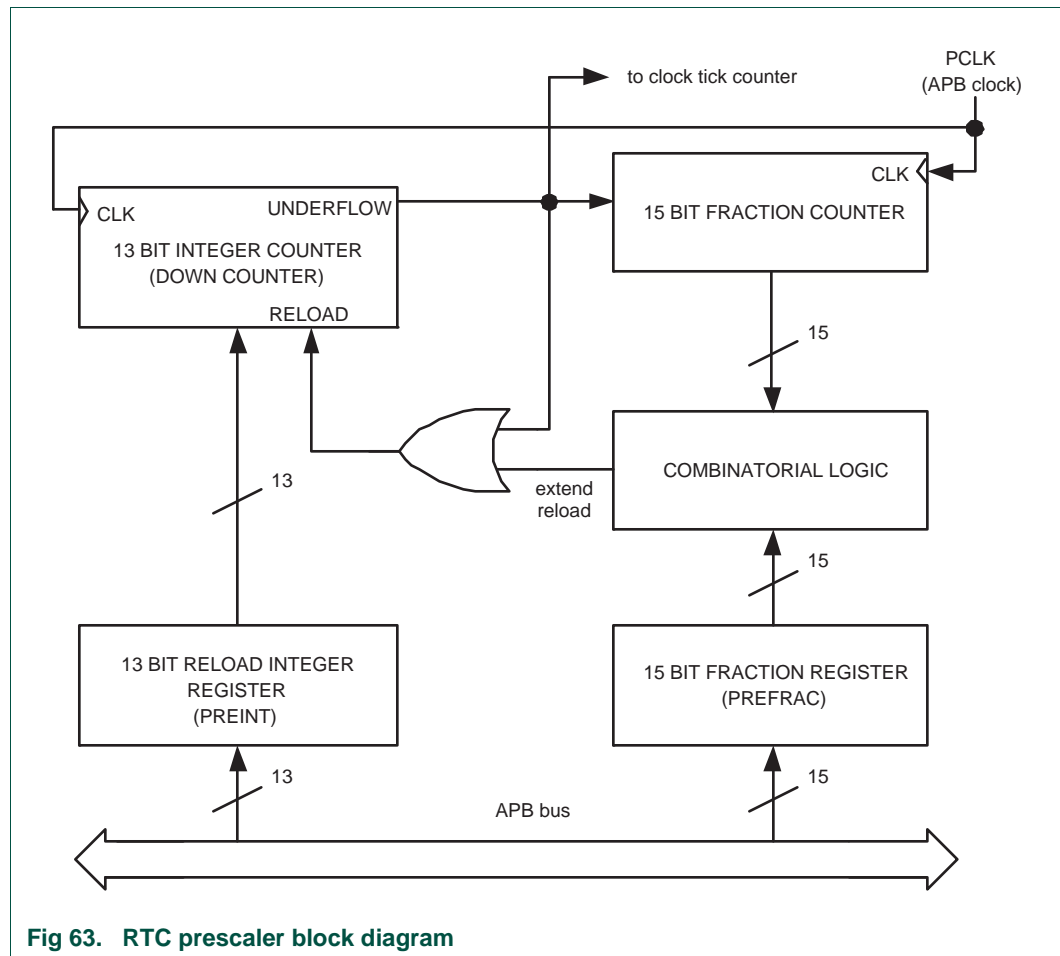 PCLK
(APB clock)
to clock tick counter
CLK
UNDERFLOW
13 BIT INTEGER COUNTER
(DOWN COUNTER)
RELOAD
CLK
15 BIT FRACTION COUNTER
15
COMBINATORIAL LOGIC
extend
reload
13
15
13 BIT RELOAD INTEGER
REGISTER
(PREINT)
15 BIT FRACTION REGISTER
(PREFRAC)
13
15
APB bus
Fig 63. RTC prescaler block diagram